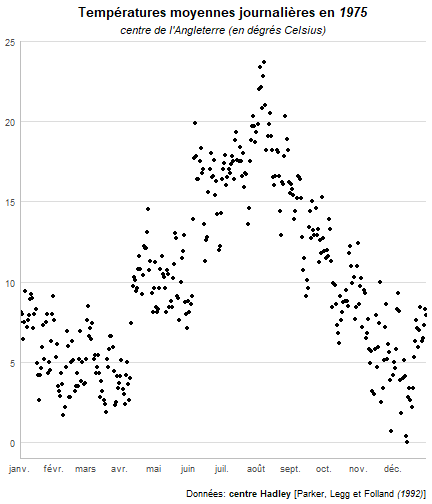 Températures moyennes journalières en 1975
centre de l'Angleterre (en dégrés Celsius)
25
20
15
10
5
0
janv. févr. mars avr. mai juin juil. août sept. oct. nov. déc.
Données: centre Hadley [Parker, Legg et Folland (1992)]